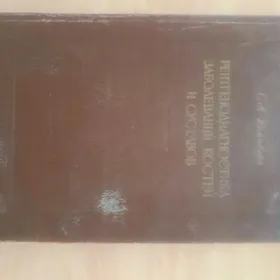 РЕНТГЕНОДИАГНОСТИКА
ЗАБОЛЕВАНИЙ КОСТЕЙ
И СУСТАВОВ